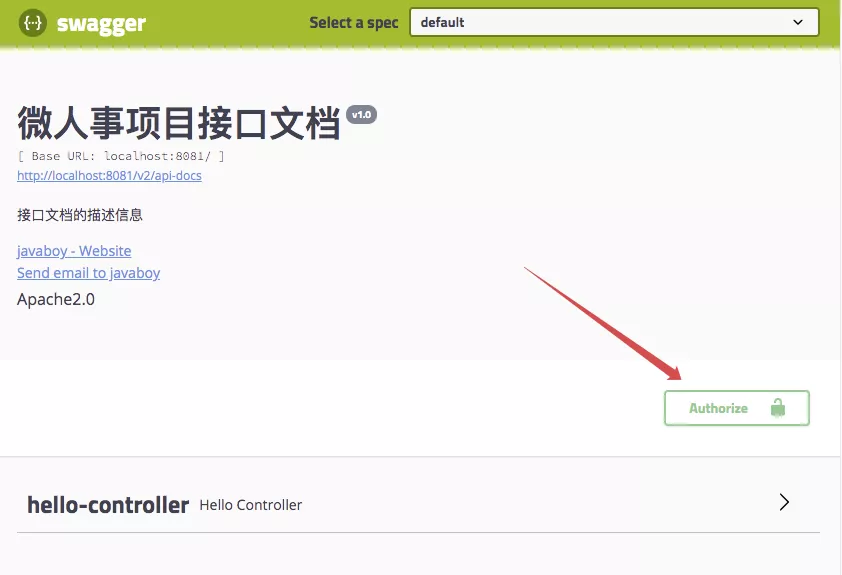 {···} swagger
Select a spec default
微人事项目接口文档 v1.0
[ Base URL: localhost:8081/ ]
http://localhost:8081/v2/api-docs
接口文档的描述信息
javaboy - Website
Send email to javaboy
Apache2.0
Authorize
hello-controller Hello Controller